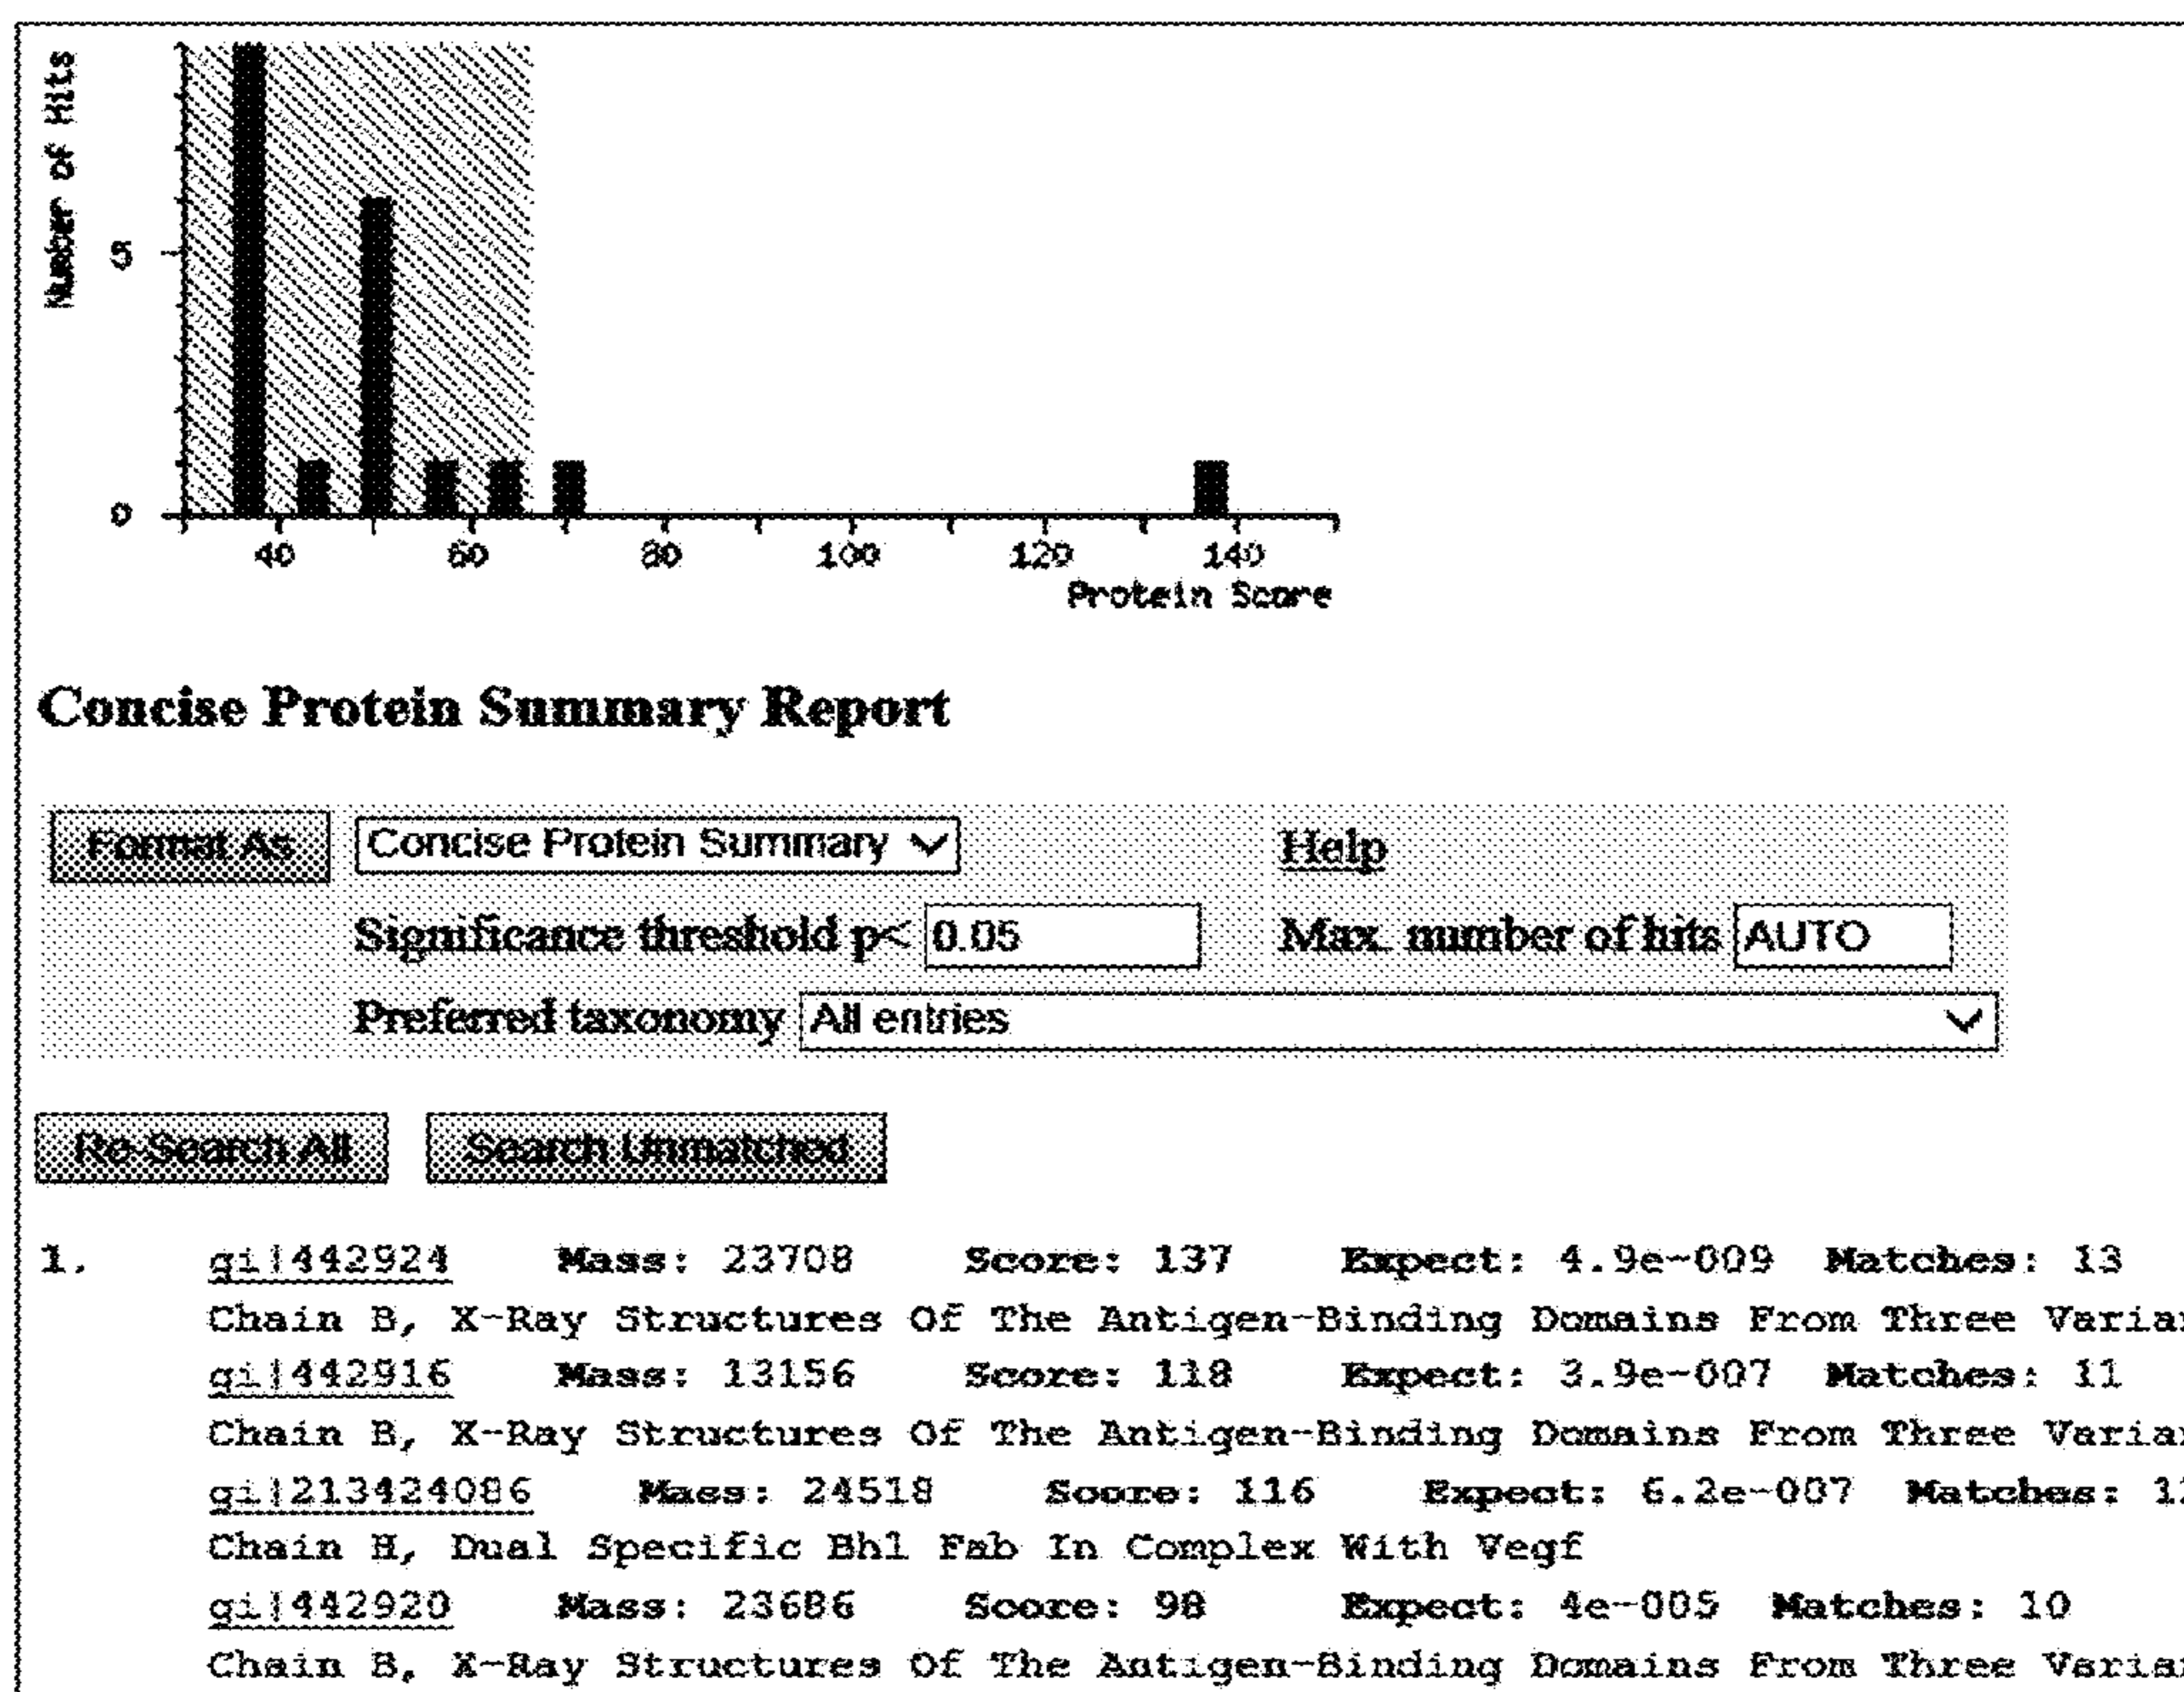 Number of Hits
5
0
40 60 80 100 120 140
Protein Score
Concise Protein Summary Report
Format As Concise Protein Summary Help
Significance threshold p< 0.05 Max. number of hits AUTO
Preferred taxonomy All entries
Re-Search All Search Unmatched
1. gi|442924 Mass: 23708 Score: 137 Expect: 4.9e-009 Matches: 13
Chain B, X-Ray Structures Of The Antigen-Binding Domains From Three
gi|442916 Mass: 13156 Score: 118 Expect: 3.9e-007 Matches: 11
Chain B, X-Ray Structures Of The Antigen-Binding Domains From Three
gi|213424086 Mass: 24518 Score: 116 Expect: 6.2e-007 Matches:
Chain H, Dual Specific Bh1 Fab In Complex With Vegf
gi|442920 Mass: 23686 Score: 98 Expect: 4e-005 Matches: 10
Chain B, X-Ray Structures Of The Antigen-Binding Domains From Three